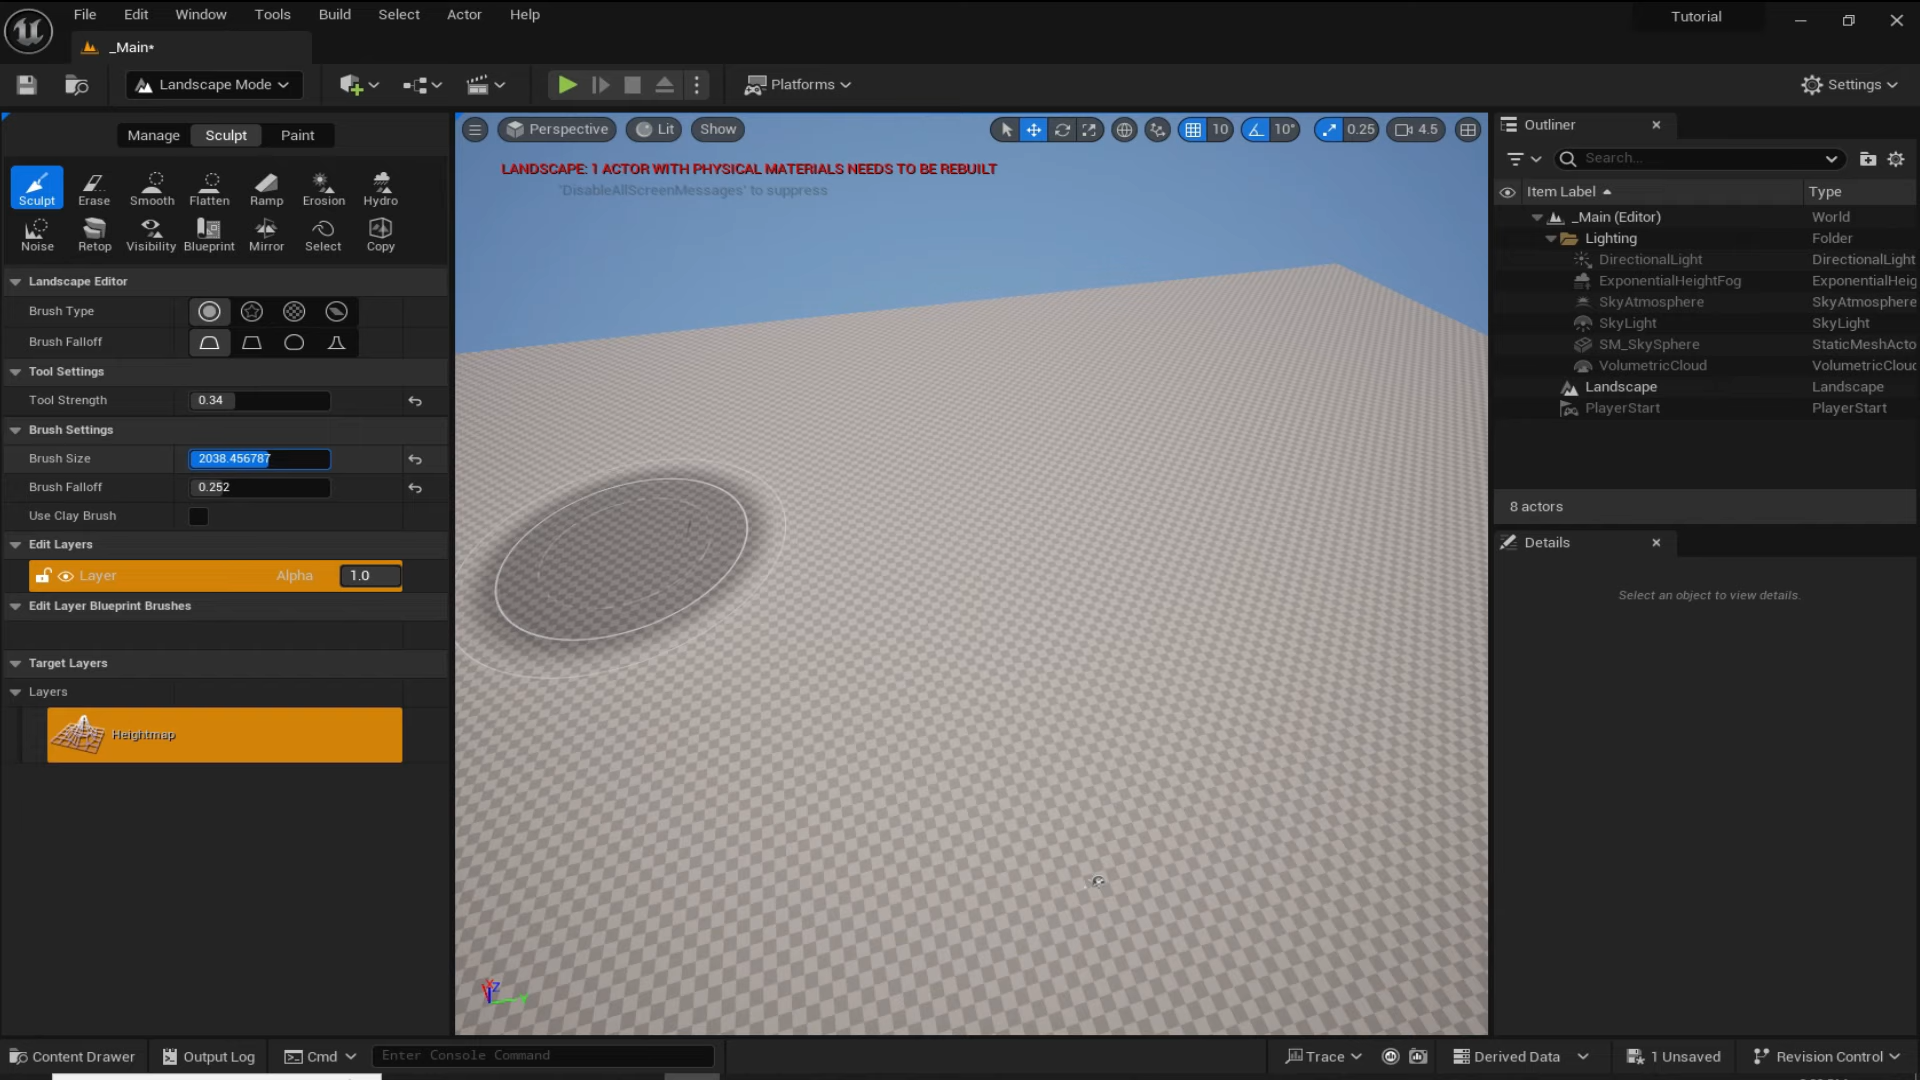 File Edit Window Tools Build Select Actor Help
Tutorial
_Main•
Landscape Mode
Platforms
Settings
Manage Sculpt Paint
Sculpt Erase Smooth Flatten Ramp Erosion Hydro
Noise Retop Visibility Blueprint Mirror Select Copy
Landscape Editor
Brush Type
Brush Falloff
Tool Settings
Tool Strength 0.34
Brush Settings
Brush Size 2038.456787
Brush Falloff 0.252
Use Clay Brush
Edit Layers
Layer Alpha 1.0
Edit Layer Blueprint Brushes
Target Layers
Layers
Heightmap
Perspective Lit Show
10 10° 0.25 4.5
LANDSCAPE: 1 ACTOR WITH PHYSICAL MATERIALS NEEDS TO BE REBUILT
'DisableAllScreenMessages' to suppress
Z
Outliner
Search...
Item Label Type
_Main (Editor) World
Lighting Folder
DirectionalLight DirectionalLight
ExponentialHeightFog ExponentialHeig
SkyAtmosphere SkyAtmosphere
SkyLight SkyLight
SM_SkySphere StaticMeshActo
VolumetricCloud VolumetricClouc
Landscape Landscape
PlayerStart PlayerStart
8 actors
Details
Select an object to view details.
Content Drawer Output Log Cmd Enter Console Command
Trace Derived Data 1 Unsaved Revision Control